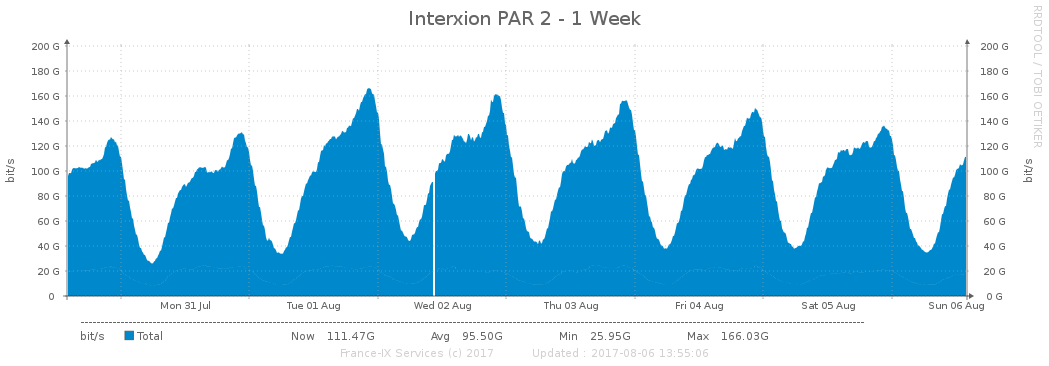 Interxion PAR 2 - 1 Week
RRDTOOL / TOBI OETIKER
200 G 200 G
180 G 180 G
160 G 160 G
140 G 140 G
120 G 120 G
100 G 100 G
80 G 80 G
60 G 60 G
40 G 40 G
20 G 20 G
0 0 G
bit/s
bit/s
Mon 31 Jul Tue 01 Aug Wed 02 Aug Thu 03 Aug Fri 04 Aug Sat 05 Aug Sun 06 Aug
bit/s Total Now 111.47G Avg 95.50G Min 25.95G Max 166.03G
France-IX Services (c) 2017 Updated : 2017-08-06 13:55:06